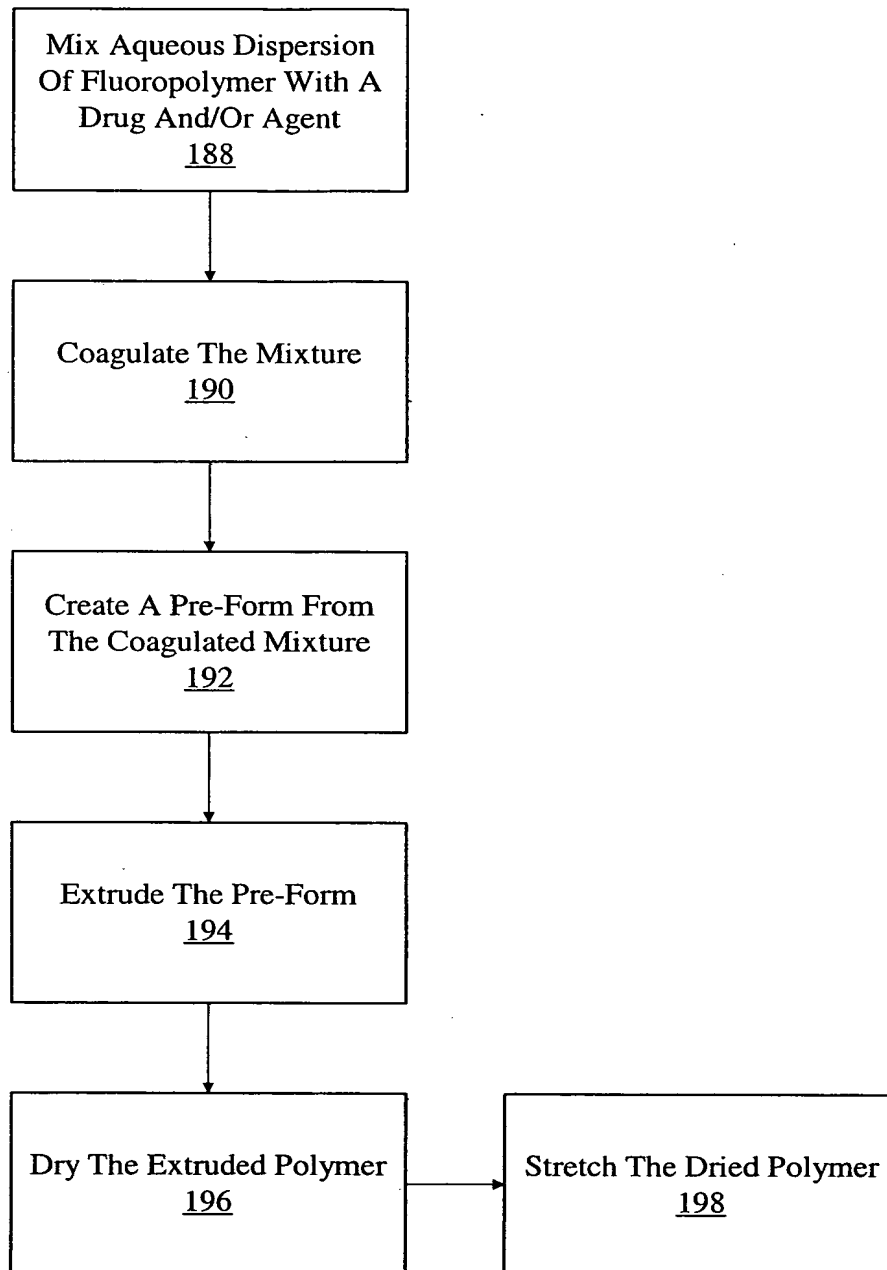 Mix Aqueous Dispersion
Of Fluoropolymer With A
Drug And/Or Agent
188
Coagulate The Mixture
190
Create A Pre-Form From
The Coagulated Mixture
192
Extrude The Pre-Form
194
Dry The Extruded Polymer
196
Stretch The Dried Polymer
198